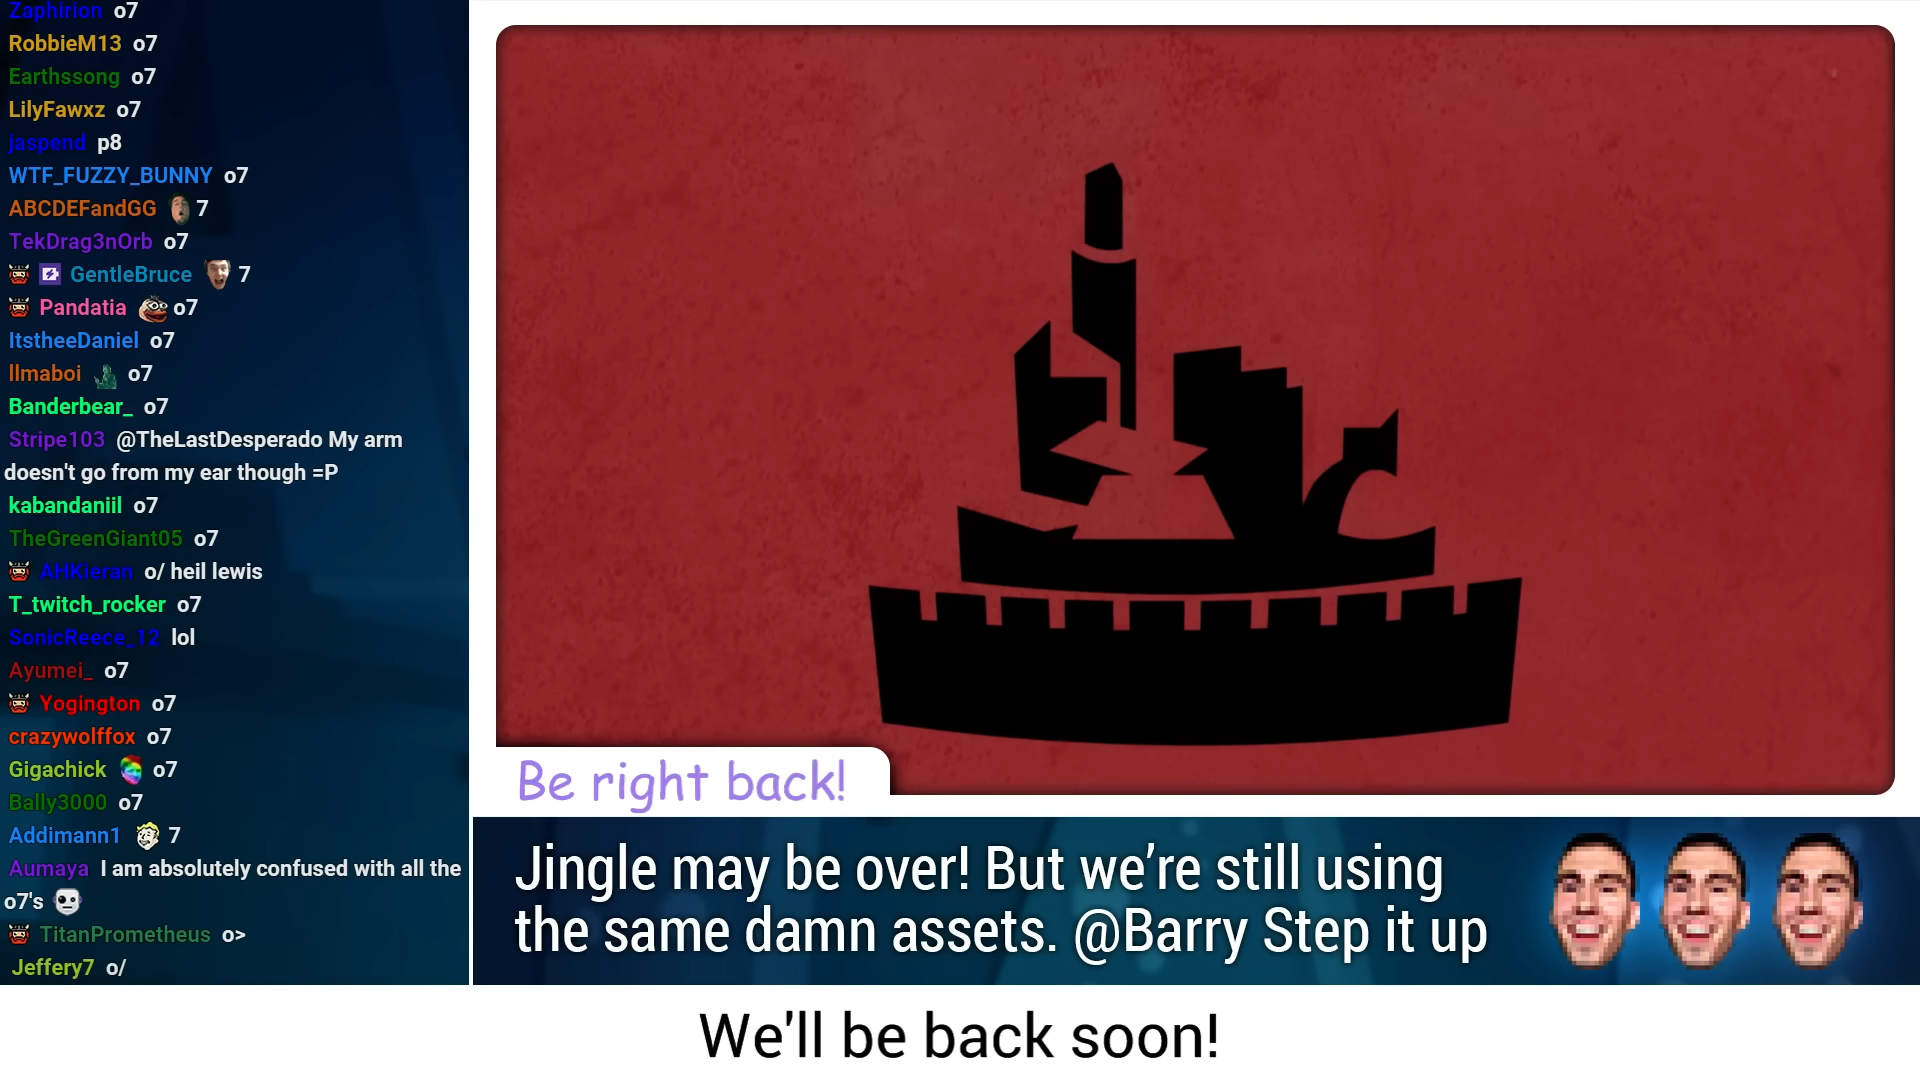 Zaphirion o7
RobbieM13 o7
Earthssong o7
LilyFawxz o7
jaspend p8
WTF_FUZZY_BUNNY o7
ABCDEFandGG 7
TekDrag3nOrb o7
GentleBruce 7
Pandatia o7
ItstheeDaniel o7
llmaboi o7
Banderbear_ o7
Stripe103 @TheLastDesperado My arm
doesn't go from my ear though =P
kabandaniil o7
TheGreenGiant05 o7
AHKieran o/ heil lewis
T_twitch_rocker o7
SonicReece_12 lol
Ayumei_ o7
Yogington o7
crazywolffox o7
Gigachick o7
Bally3000 o7
Addimann1 7
Aumaya I am absolutely confused with all the
o7's
TitanPrometheus o>
Jeffery7 o/
Be right back!
Jingle may be over! But we’re still using
the same damn assets. @Barry Step it up
We'll be back soon!